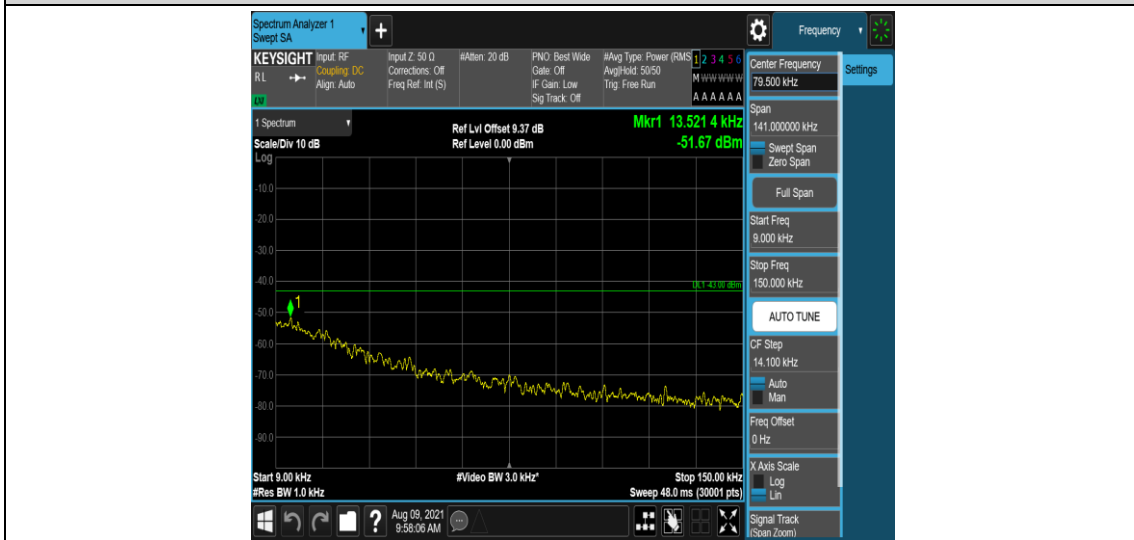 Spectrum Analyzer 1
Swept SA
+
Frequency
KEYSIGHT
RL
LXI
Input: RF
Coupling: DC
Align: Auto
Input Z: 50 Ω
Corrections: Off
Freq Ref: Int (S)
#Atten: 20 dB
PNO: Best Wide
Gate: Off
IF Gain: Low
Sig Track: Off
#Avg Type: Power (RMS
Avg|Hold: 50/50
Trig: Free Run
1 2 3 4 5 6
M W W W W W
A A A A A A
1 Spectrum
Scale/Div 10 dB
Log
Ref Lvl Offset 9.37 dB
Ref Level 0.00 dBm
Mkr1 13.521 4 kHz
-51.67 dBm
-10.0
-20.0
-30.0
-40.0
DL1 -43.00 dBm
1
-50.0
-60.0
-70.0
-80.0
-90.0
Start 9.00 kHz
#Video BW 3.0 kHz*
Stop 150.00 kHz
#Res BW 1.0 kHz
Sweep 48.0 ms (30001 pts)
Center Frequency
79.500 kHz
Settings
Span
141.000000 kHz
Swept Span
Zero Span
Full Span
Start Freq
9.000 kHz
Stop Freq
150.000 kHz
AUTO TUNE
CF Step
14.100 kHz
Auto
Man
Freq Offset
0 Hz
X Axis Scale
Log
Lin
Signal Track
(Span Zoom)
?
Aug 09, 2021
9:58:06 AM